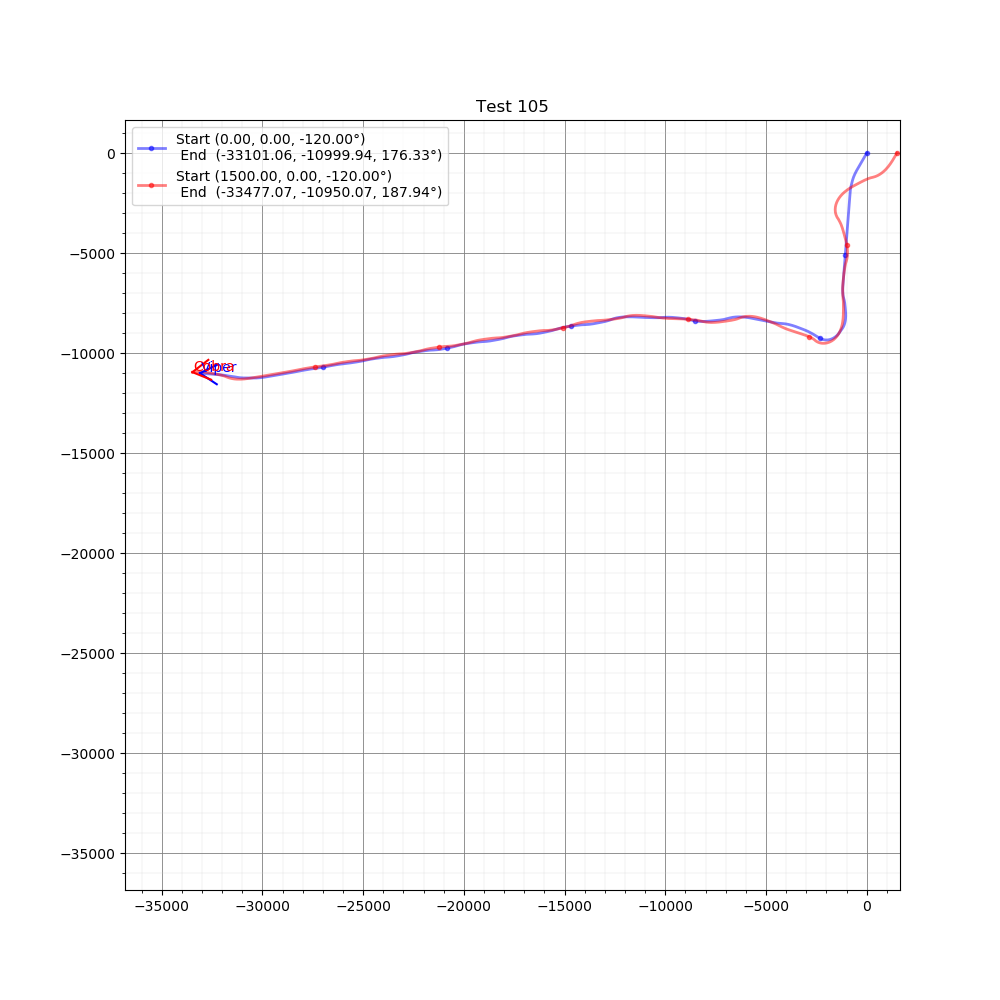 Test 105
Start (0.00, 0.00, -120.00°)
End (-33101.06, -10999.94, 176.33°)
Start (1500.00, 0.00, -120.00°)
End (-33477.07, -10950.07, 187.94°)
0
−5000
−10000
−15000
−20000
−25000
−30000
−35000
−35000 −30000 −25000 −20000 −15000 −10000 −5000 0